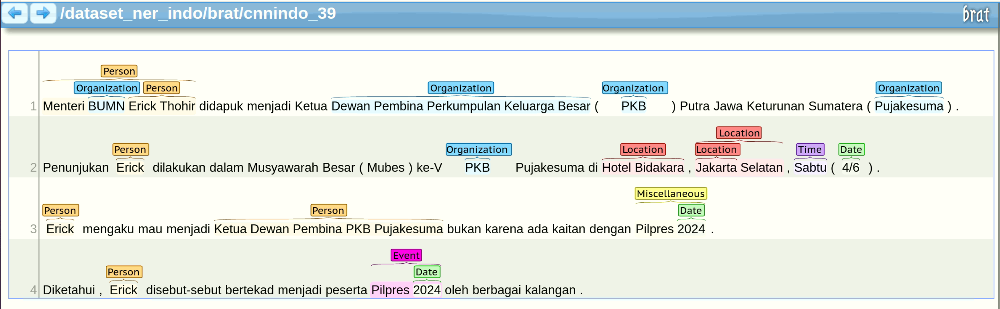 /dataset_ner_indo/brat/cnnindo_39 brat
Person
Organization Person Organization Organization Organization
1 Menteri BUMN Erick Thohir didapuk menjadi Ketua Dewan Pembina Perkumpulan Keluarga Besar ( PKB ) Putra Jawa Keturunan Sumatera ( Pujakesuma ) .
Location
Person Organization Location Location Time Date
2 Penunjukan Erick dilakukan dalam Musyawarah Besar ( Mubes ) ke-V PKB Pujakesuma di Hotel Bidakara , Jakarta Selatan , Sabtu ( 4/6 ) .
Miscellaneous
Person Person Date
3 Erick mengaku mau menjadi Ketua Dewan Pembina PKB Pujakesuma bukan karena ada kaitan dengan Pilpres 2024 .
Event
Person Date
4 Diketahui , Erick disebut-sebut bertekad menjadi peserta Pilpres 2024 oleh berbagai kalangan .